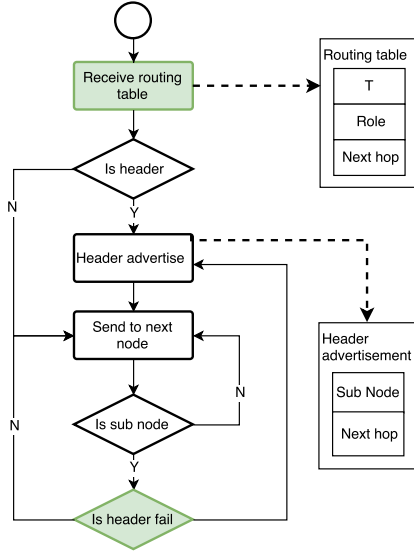 Receive routing
table
Routing table
T
Role
Next hop
Is header
N
Y
Header advertise
Send to next
node
Header
advertisement
Sub Node
Next hop
N
Is sub node
N
Y
Is header fail